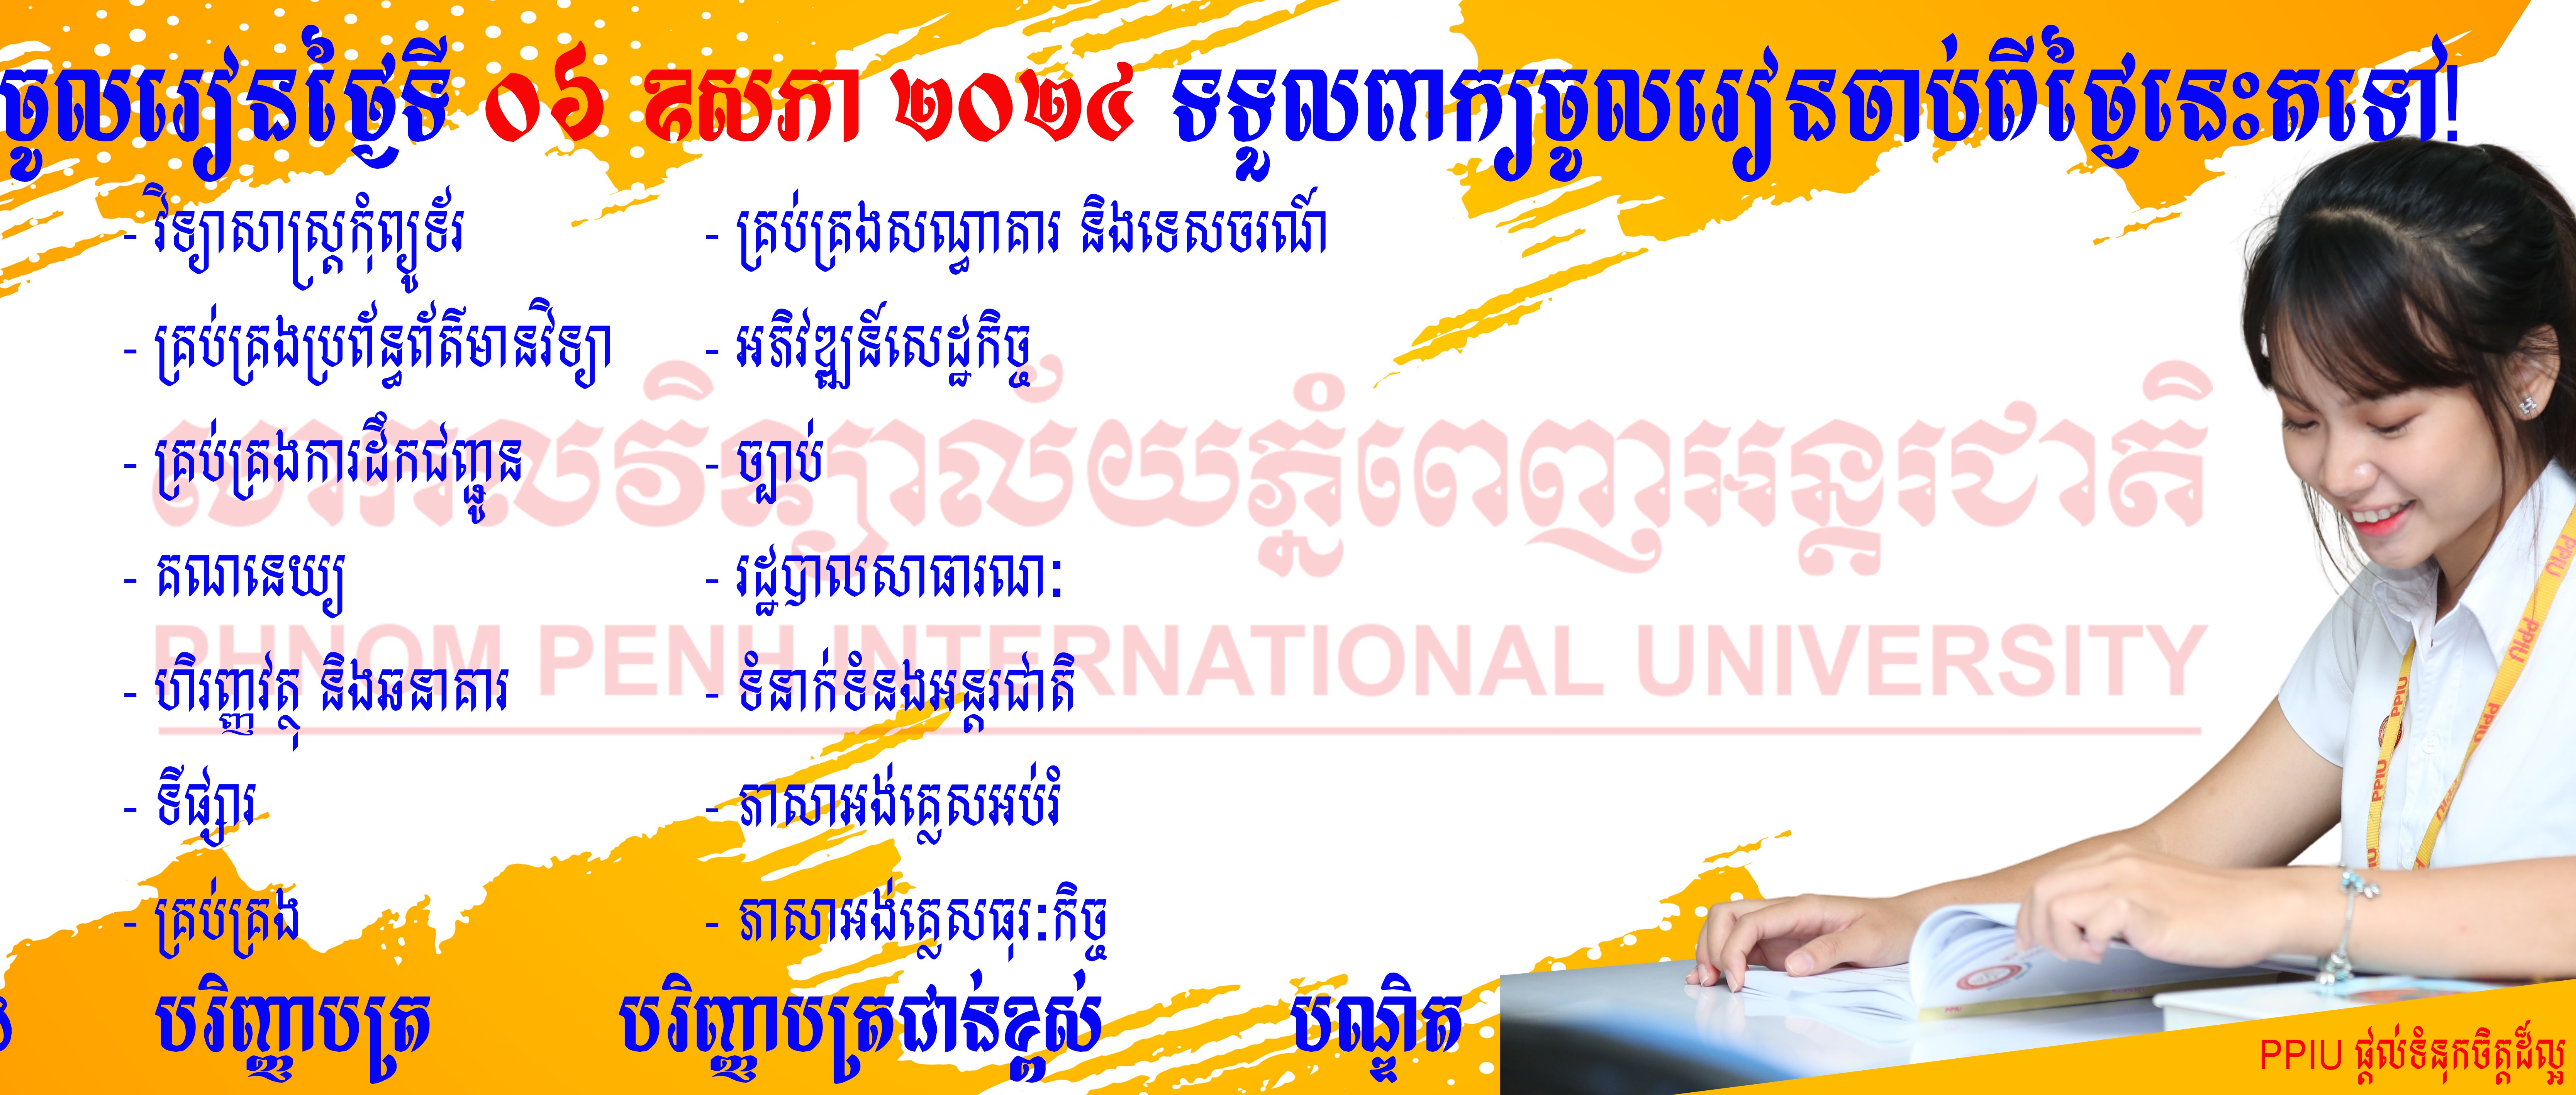 ចូលរៀនថ្ងៃទី ០៦ ឧសភា ២០២៤ ទទួលពាក្យចូលរៀនចាប់ពីថ្ងៃនេះតទៅ!
- វិទ្យាសាស្ត្រកុំព្យូទ័រ
- គ្រប់គ្រងប្រព័ន្ធព័ត៌មានវិទ្យា
- គ្រប់គ្រងការដឹកជញ្ជូន
- គណនេយ្យ
- ហិរញ្ញវត្ថុ និងធនាគារ
- ទីផ្សារ
- គ្រប់គ្រង
- គ្រប់គ្រងសណ្ឋាគារ និងទេសចរណ៍
- អភិវឌ្ឍន៍សេដ្ឋកិច្ច
- ច្បាប់
- រដ្ឋបាលសាធារណៈ
- ទំនាក់ទំនងអន្តរជាតិ
- ភាសាអង់គ្លេសអប់រំ
- ភាសាអង់គ្លេសធុរៈកិច្ច
សាកលវិទ្យាល័យភ្នំពេញអន្តរជាតិ
PHNOM PENH INTERNATIONAL UNIVERSITY
បរិញ្ញាបត្រ បរិញ្ញាបត្រជាន់ខ្ពស់ បណ្ឌិត
PPIU ផ្តល់ទំនុកចិត្តដ៏ល្អ
PPIU
PPIU
PPIU
PPIU
PPIU
PPIU